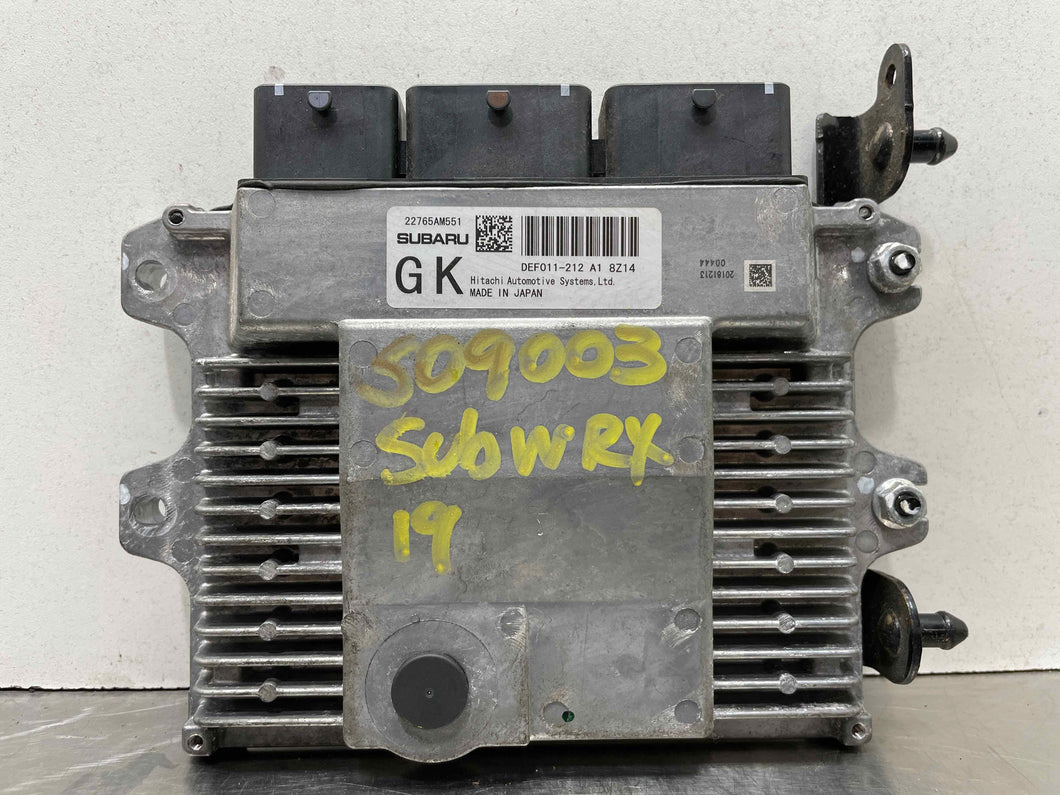 22765AM551
SUBARU
GK
DEF011-212 A1 8Z14
Hitachi Automotive Systems,Ltd.
MADE IN JAPAN
20181213
00444
S09003
Sub WRX
19